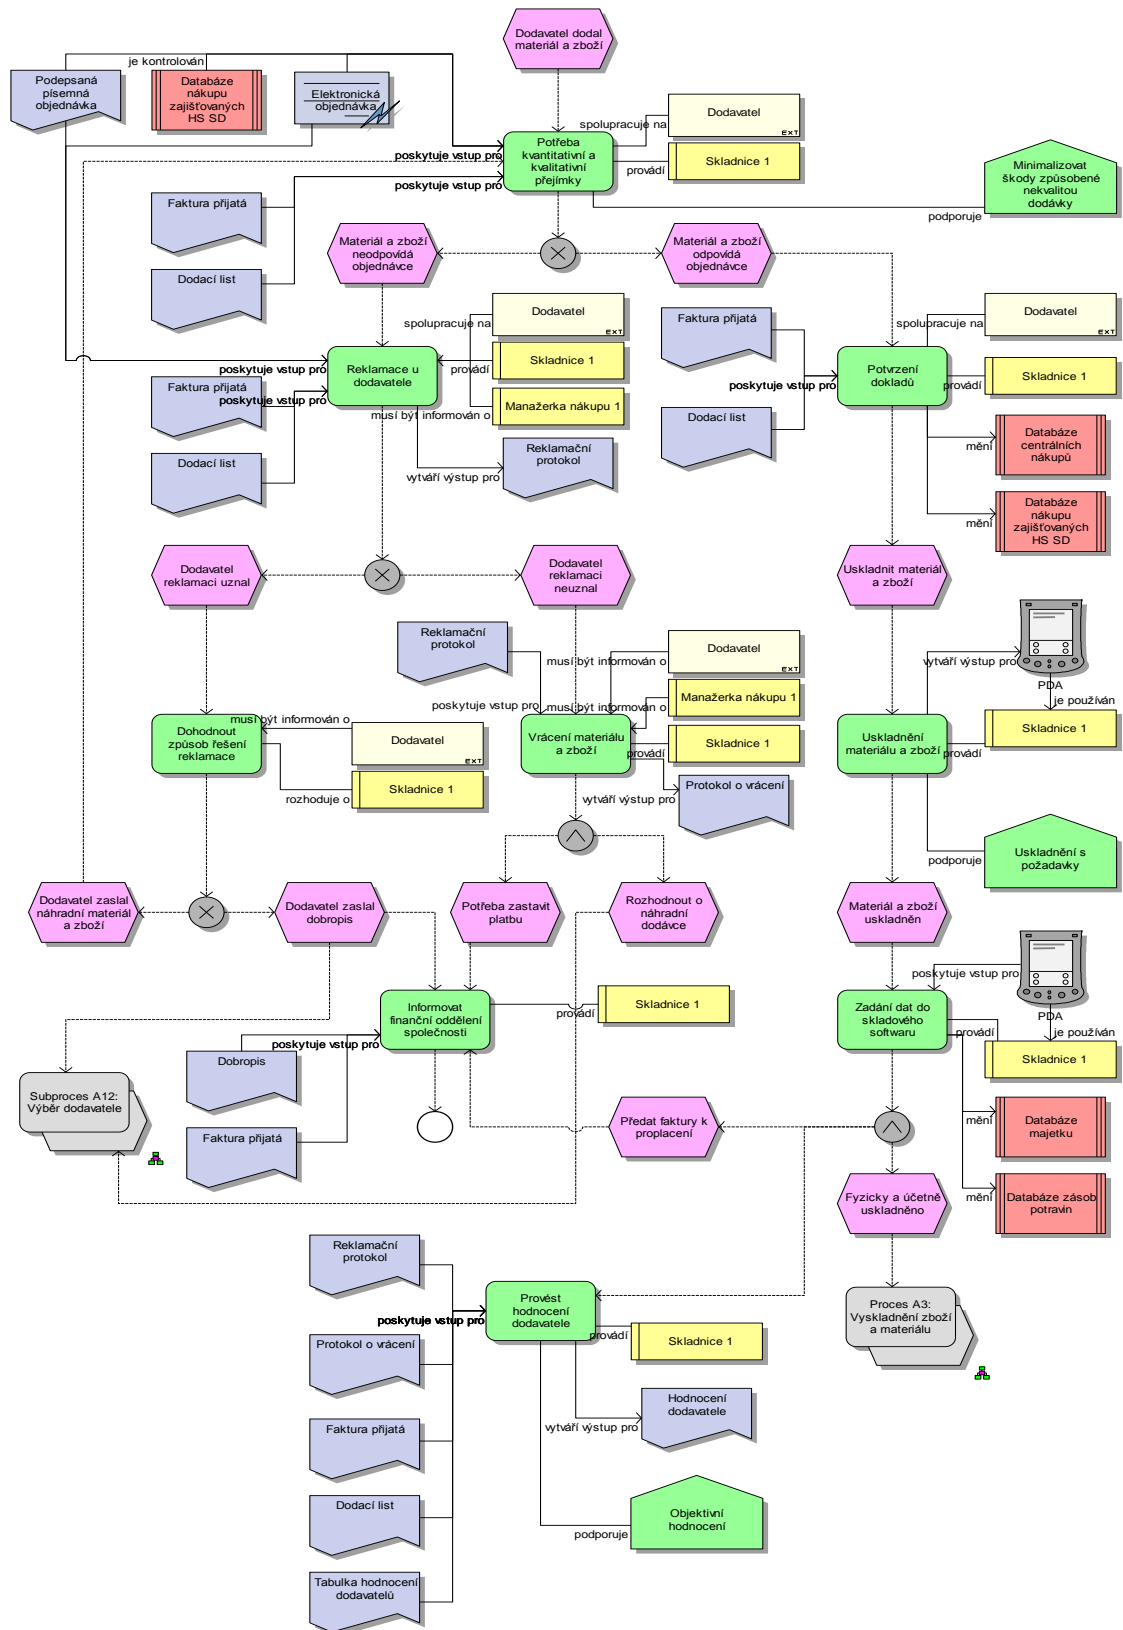 Dodavatel dodal
materiál a zboží
je kontrolován
Podepsaná
písemná
objednávka
Databáze
nákupu
zajišťovaných
HS SD
Elektronická
objednávka
Dodavatel
EXT
spolupracuje na
Potřeba
kvantitativní a
kvalitativní
přejímky
poskytuje vstup pro
poskytuje vstup pro
Skladnice 1
provádí
Minimalizovat
škody způsobené
nekvalitou
dodávky
podporuje
Faktura přijatá
Dodací list
Materiál a zboží
neodpovídá
objednávce
Materiál a zboží
odpovídá
objednávce
Dodavatel
EXT
spolupracuje na
Skladnice 1
provádí
Manažerka nákupu 1
musí být informován o
Reklamace u
dodavatele
poskytuje vstup pro
Faktura přijatá
poskytuje vstup pro
Dodací list
Reklamační
protokol
vytváří výstup pro
Faktura přijatá
Dodací list
poskytuje vstup pro
Potvrzení
dokladů
Dodavatel
EXT
spolupracuje na
Skladnice 1
provádí
Databáze
centrálních
nákupů
mění
Databáze
nákupu
zajišťovaných
HS SD
mění
Dodavatel
reklamaci uznal
Dodavatel
reklamaci
neuznal
Uskladnit materiál
a zboží
Reklamační
protokol
poskytuje vstup pro
Dodavatel
EXT
musí být informován o
Manažerka nákupu 1
musí být informován o
Skladnice 1
provádí
Vrácení materiálu
a zboží
Protokol o vrácení
vytváří výstup pro
vytváří výstup pro
PDA
je používán
Uskladnění
materiálu a zboží
Skladnice 1
provádí
Dohodnout
způsob řešení
reklamace
musí být informován o
Dodavatel
EXT
Skladnice 1
rozhoduje o
Uskladnění s
požadavky
podporuje
Dodavatel zaslal
náhradní materiál
a zboží
Dodavatel zaslal
dobropis
Potřeba zastavit
platbu
Rozhodnout o
náhradní
dodávce
Materiál a zboží
uskladněn
poskytuje vstup pro
PDA
je používán
Informovat
finanční oddělení
společnosti
Skladnice 1
provádí
Zadání dat do
skladového
softwaru
provádí
Skladnice 1
poskytuje vstup pro
Dobropis
Faktura přijatá
Subproces A12:
Výběr dodavatele
Předat faktury k
proplacení
Databáze
majetku
mění
Fyzicky a účetně
uskladněno
Databáze zásob
potravin
mění
Reklamační
protokol
Provést
hodnocení
dodavatele
poskytuje vstup pro
Skladnice 1
provádí
Proces A3:
Vyskladnění zboží
a materiálu
Protokol o vrácení
Hodnocení
dodavatele
vytváří výstup pro
Faktura přijatá
Dodací list
Objektivní
hodnocení
podporuje
Tabulka hodnocení
dodavatelů